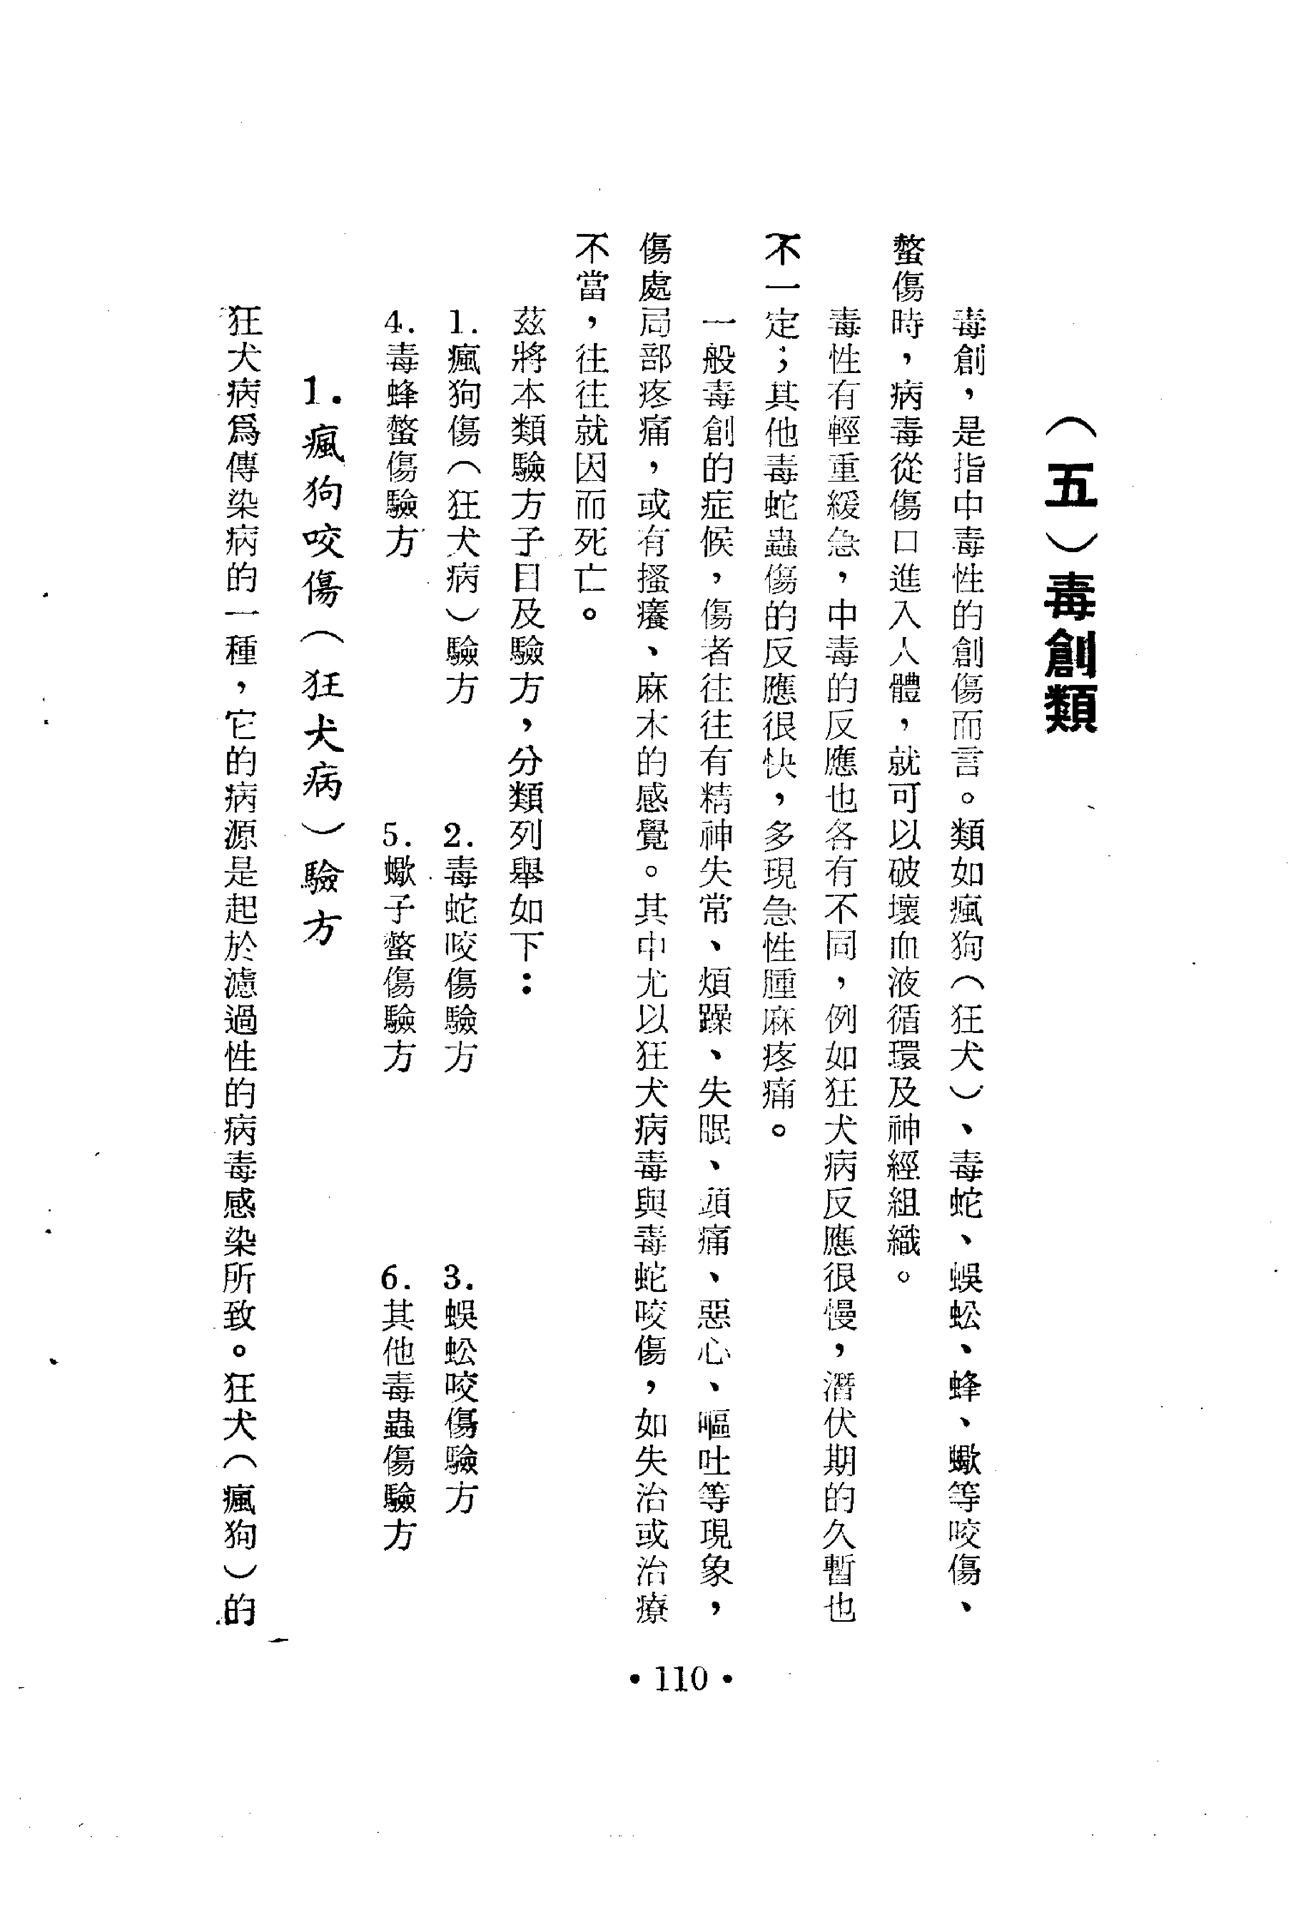 （五）毒創類
毒創，是指中毒性的創傷而言。類如瘋狗（狂犬）、毒蛇、蜈蚣、蜂、蠍等咬傷、
螫傷時，病毒從傷口進入人體，就可以破壞血液循環及神經組織。
毒性有輕重緩急，中毒的反應也各有不同，例如狂犬病反應很慢，潛伏期的久暫也
不一定；其他毒蛇蟲傷的反應很快，多現急性腫麻疼痛。
一般毒創的症候，傷者往往有精神失常、煩躁、失眠、頭痛、惡心、嘔吐等現象，
傷處局部疼痛，或有搔癢、麻木的感覺。其中尤以狂犬病毒與毒蛇咬傷，如失治或治療
不當，往往就因而死亡。
茲將本類驗方子目及驗方，分類列舉如下：
1.瘋狗傷（狂犬病）驗方 2.毒蛇咬傷驗方 3.蜈蚣咬傷驗方
4.毒蜂螫傷驗方 5.蠍子螫傷驗方 6.其他毒蟲傷驗方
1.瘋狗咬傷（狂犬病）驗方
狂犬病爲傳染病的一種，它的病源是起於濾過性的病毒感染所致。狂犬（瘋狗）的
•110•